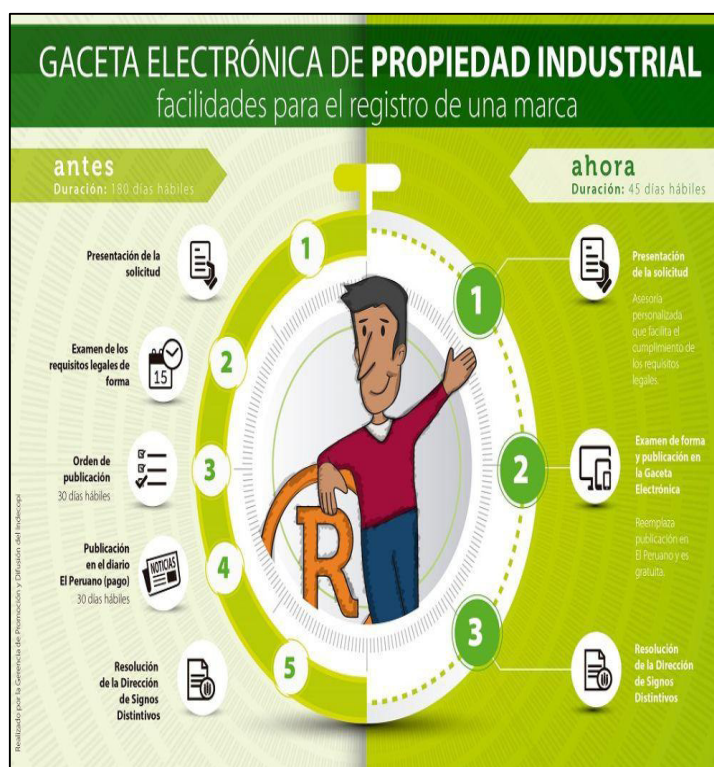 GACETA ELECTRÓNICA DE PROPIEDAD INDUSTRIAL
facilidades para el registro de una marca
antes
Duración: 180 días hábiles
1
Presentación de la
solicitud
2
Examen de los
requisitos legales de
forma
15
3
Orden de
publicación
30 días hábiles
4
Publicación
en el diario
El Peruano (pago)
30 días hábiles
NOTICIAS
5
Resolución
de la Dirección
de Signos
Distintivos
R
ahora
Duración: 45 días hábiles
1
Presentación
de la solicitud
Asesoría
personalizada
que facilita el
cumplimiento de
los requisitos
legales.
2
Examen de forma
y publicación en
la Gaceta
Electrónica
Reemplaza
publicación en
El Peruano y es
gratuita.
3
Resolución
de la Dirección
de Signos
Distintivos
Realizado por la Gerencia de Promoción y Difusión del Indecopi